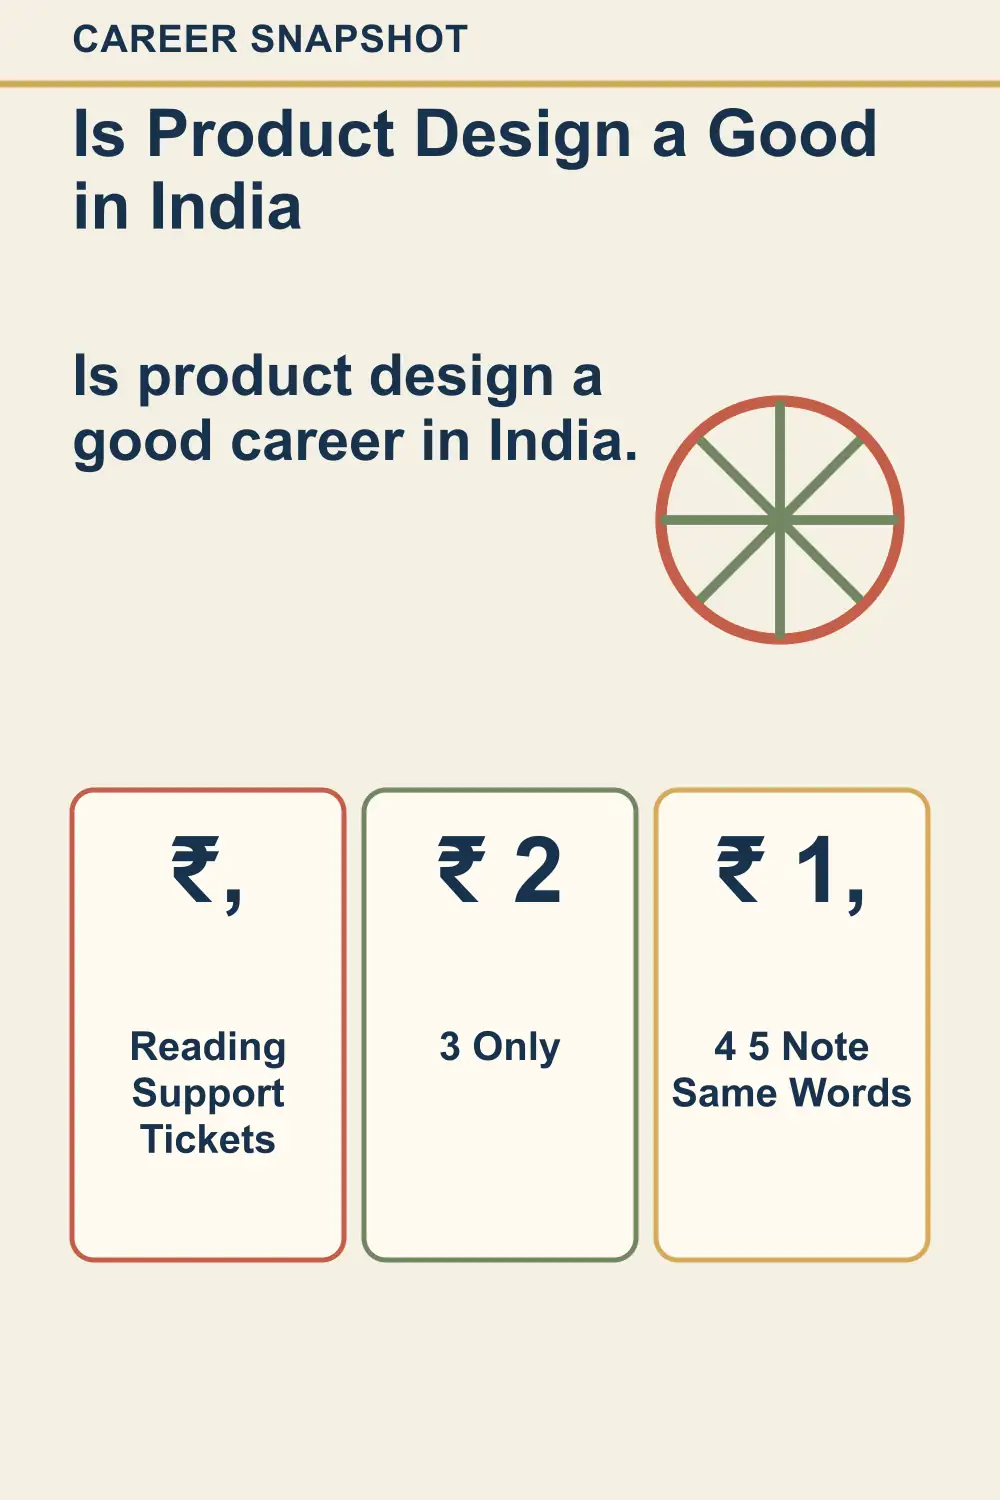 CAREER SNAPSHOT
Is Product Design a Good
in India
Is product design a
good career in India.
₹,
Reading
Support
Tickets
₹ 2
3 Only
₹ 1,
4 5 Note
Same Words